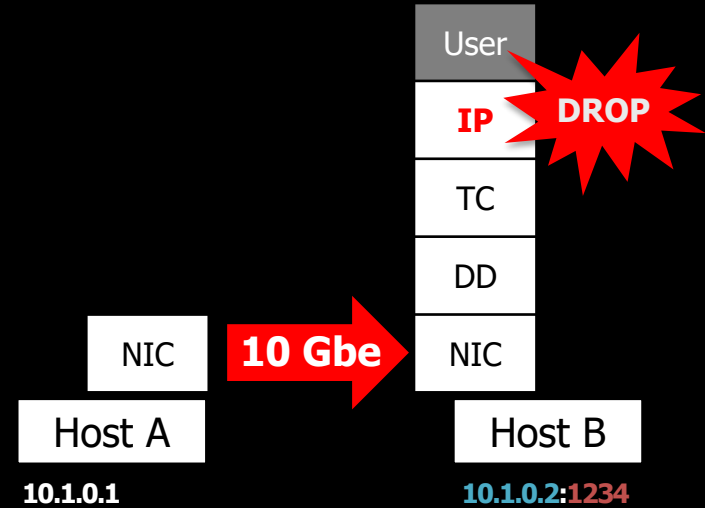 User
DROP
IP
TC
DD
NIC
10 Gbe
NIC
Host A
Host B
10.1.0.1
10.1.0.2:1234